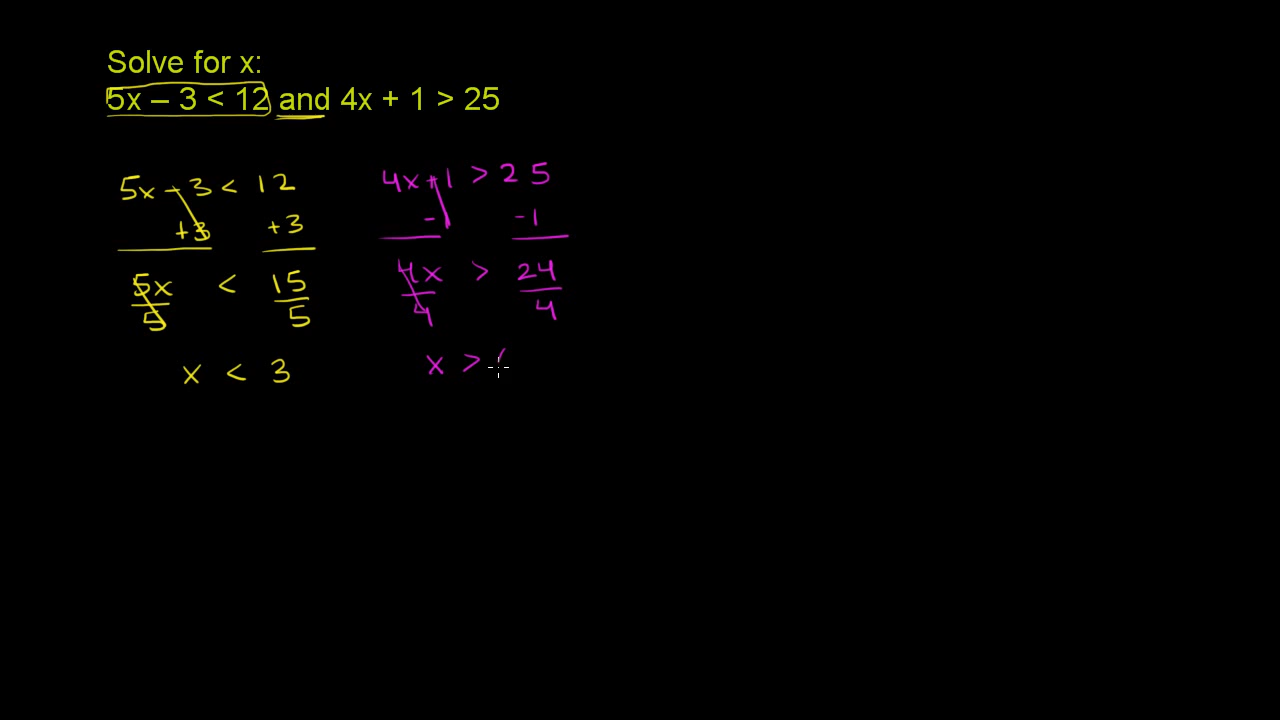 Solve for x:
5x – 3 < 12 and 4x + 1 > 25
5x - 3 < 12
+3 +3
5x < 15
5 5
x < 3
4x+1 > 25
-1 -1
4x > 24
4 4
x >